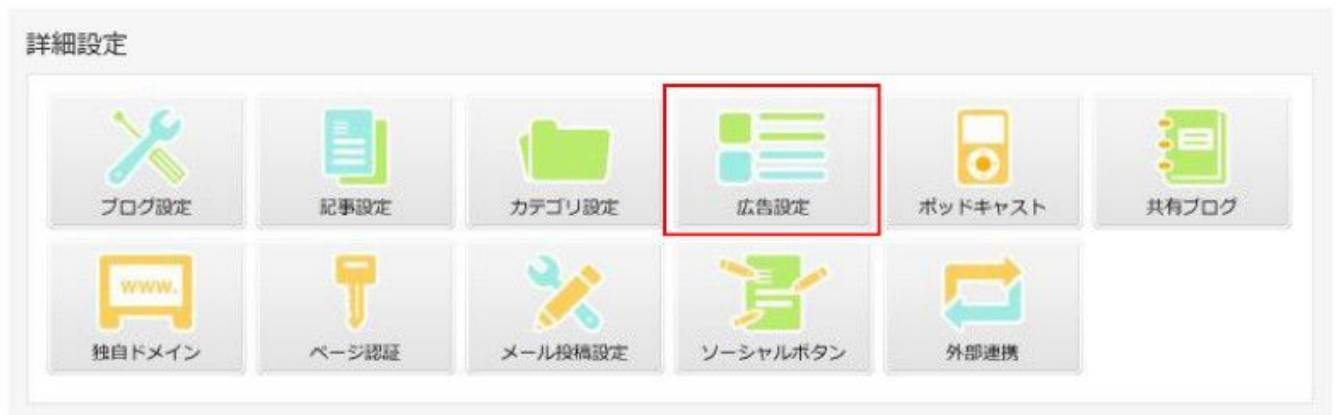 詳細設定
ブログ設定
記事設定
カテゴリ設定
広告設定
ポッドキャスト
共有ブログ
www.
独自ドメイン
ページ認証
メール投稿設定
ソーシャルボタン
外部連携